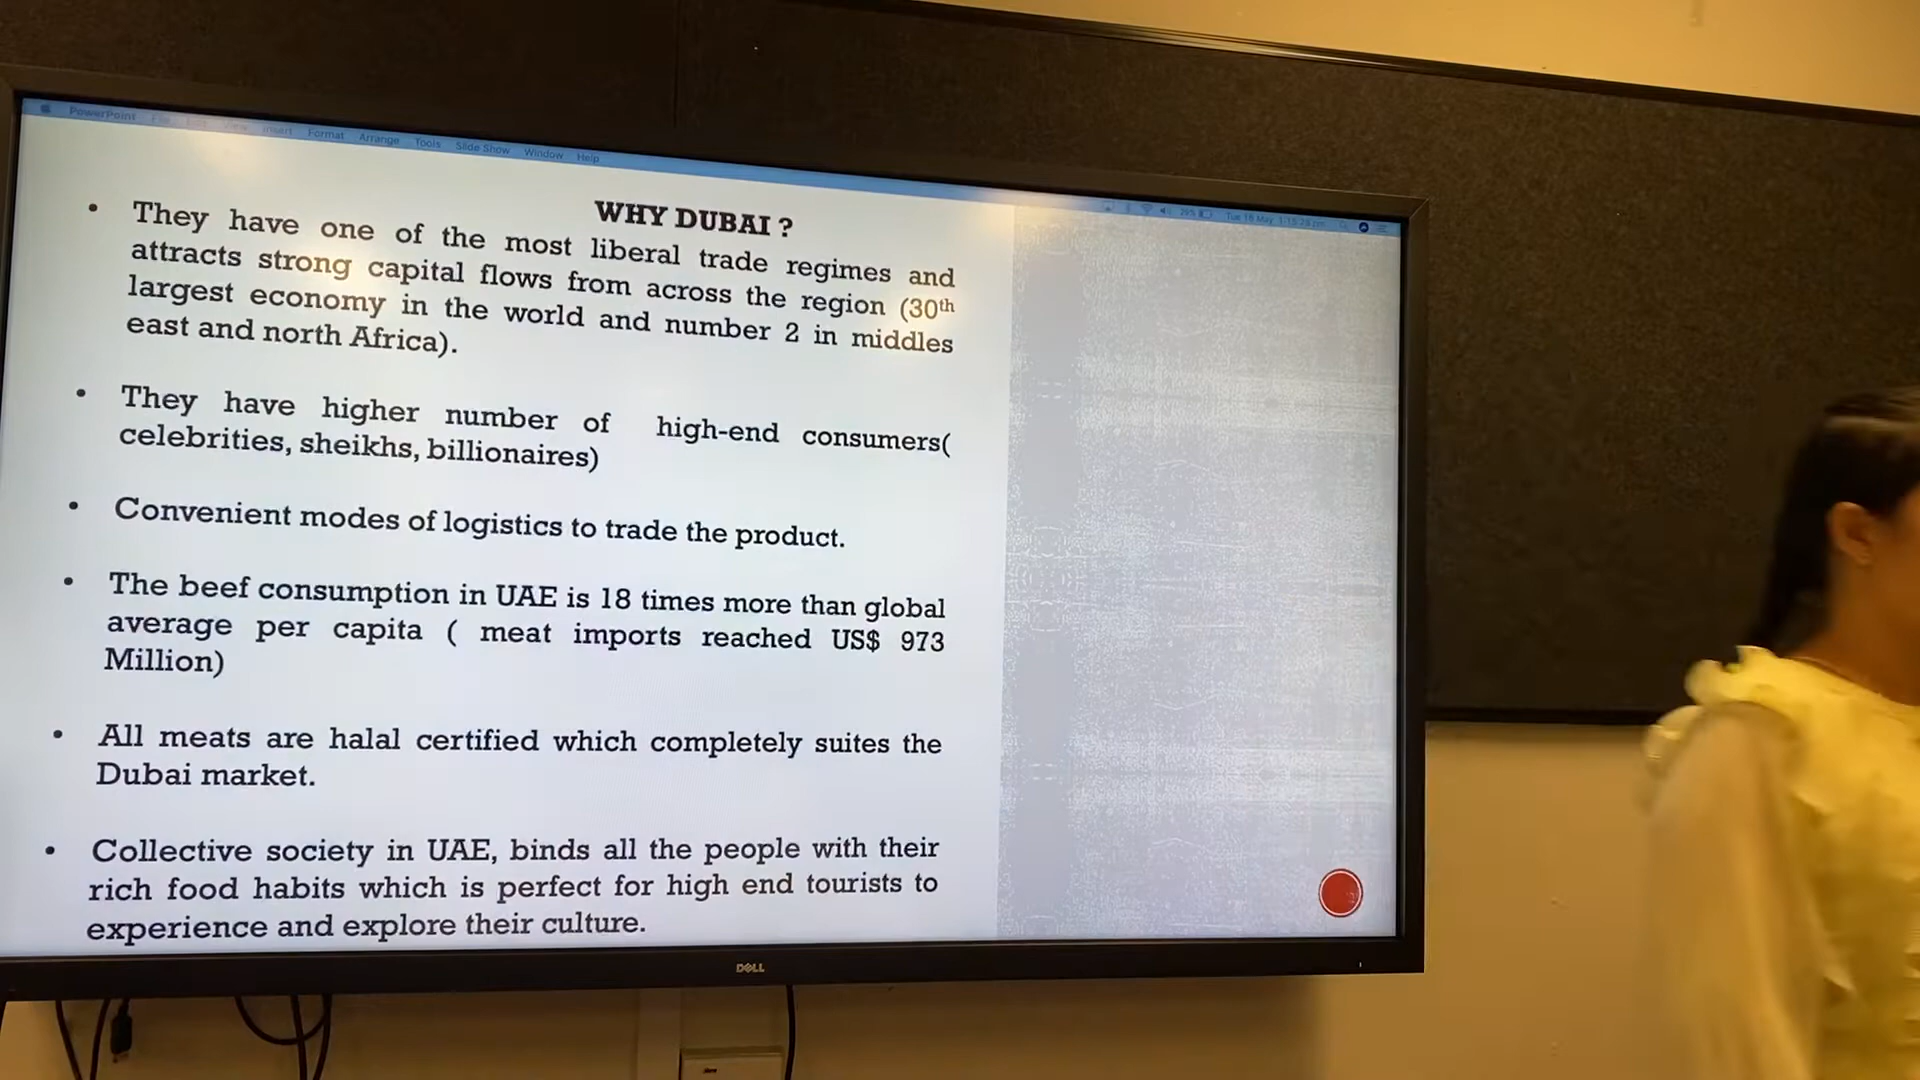 PowerPoint File Edit View Insert Format Arrange Tools Slide Show Window Help
WHY DUBAI ?
• They have one of the most liberal trade regimes and
attracts strong capital flows from across the region (30th
largest economy in the world and number 2 in middles
east and north Africa).
• They have higher number of high-end consumers(
celebrities, sheikhs, billionaires)
• Convenient modes of logistics to trade the product.
• The beef consumption in UAE is 18 times more than global
average per capita ( meat imports reached US$ 973
Million)
• All meats are halal certified which completely suites the
Dubai market.
• Collective society in UAE, binds all the people with their
rich food habits which is perfect for high end tourists to
experience and explore their culture.
DELL